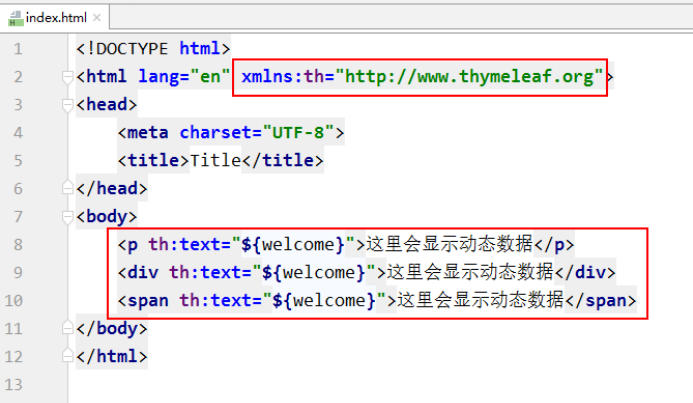 index.html
1 <!DOCTYPE html>
2 <html lang="en" xmlns:th="http://www.thymeleaf.org">
3 <head>
4 <meta charset="UTF-8">
5 <title>Title</title>
6 </head>
7 <body>
8 <p th:text="${welcome}">这里会显示动态数据</p>
9 <div th:text="${welcome}">这里会显示动态数据</div>
10 <span th:text="${welcome}">这里会显示动态数据</span>
11 </body>
12 </html>
13